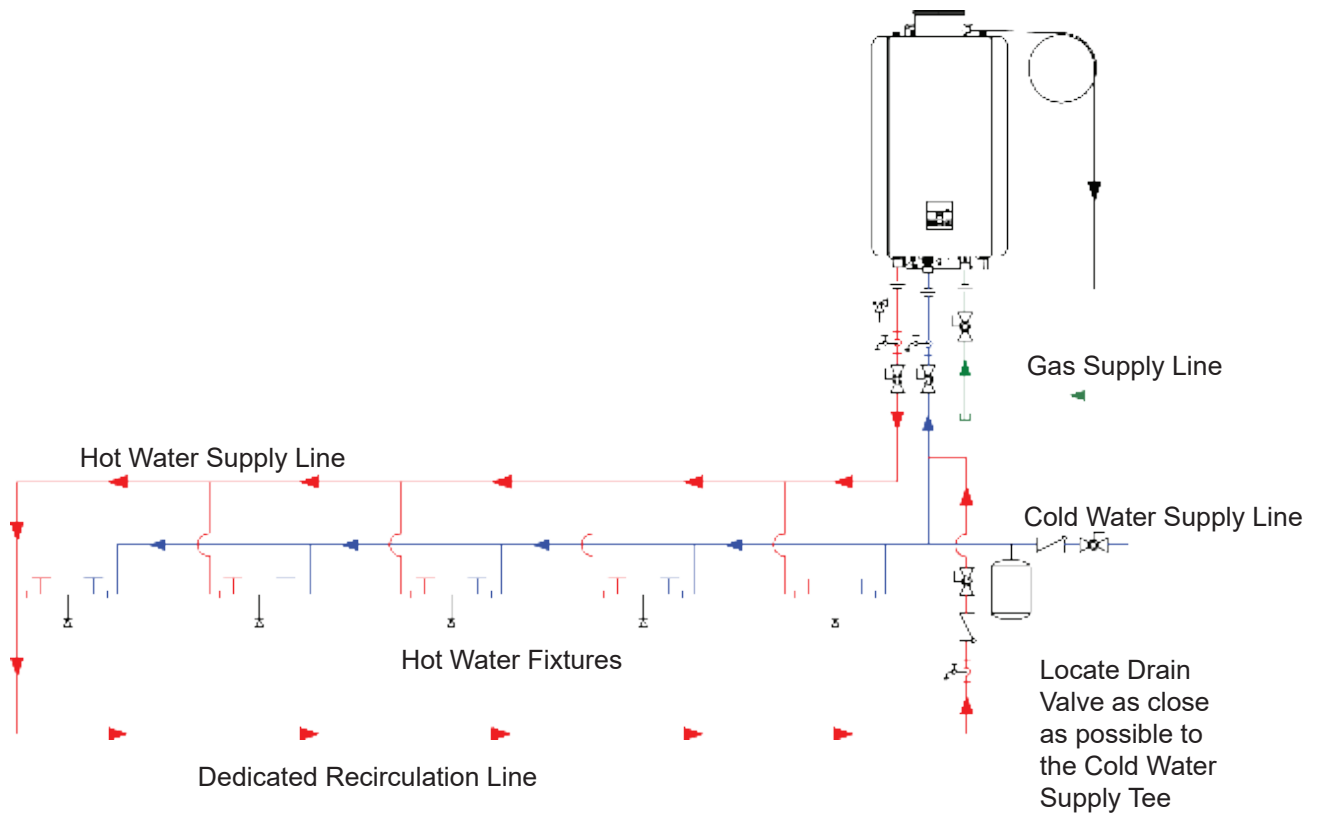 Gas Supply Line
Hot Water Supply Line
Cold Water Supply Line
Hot Water Fixtures
Locate Drain
Valve as close
as possible to
the Cold Water
Supply Tee
Dedicated Recirculation Line